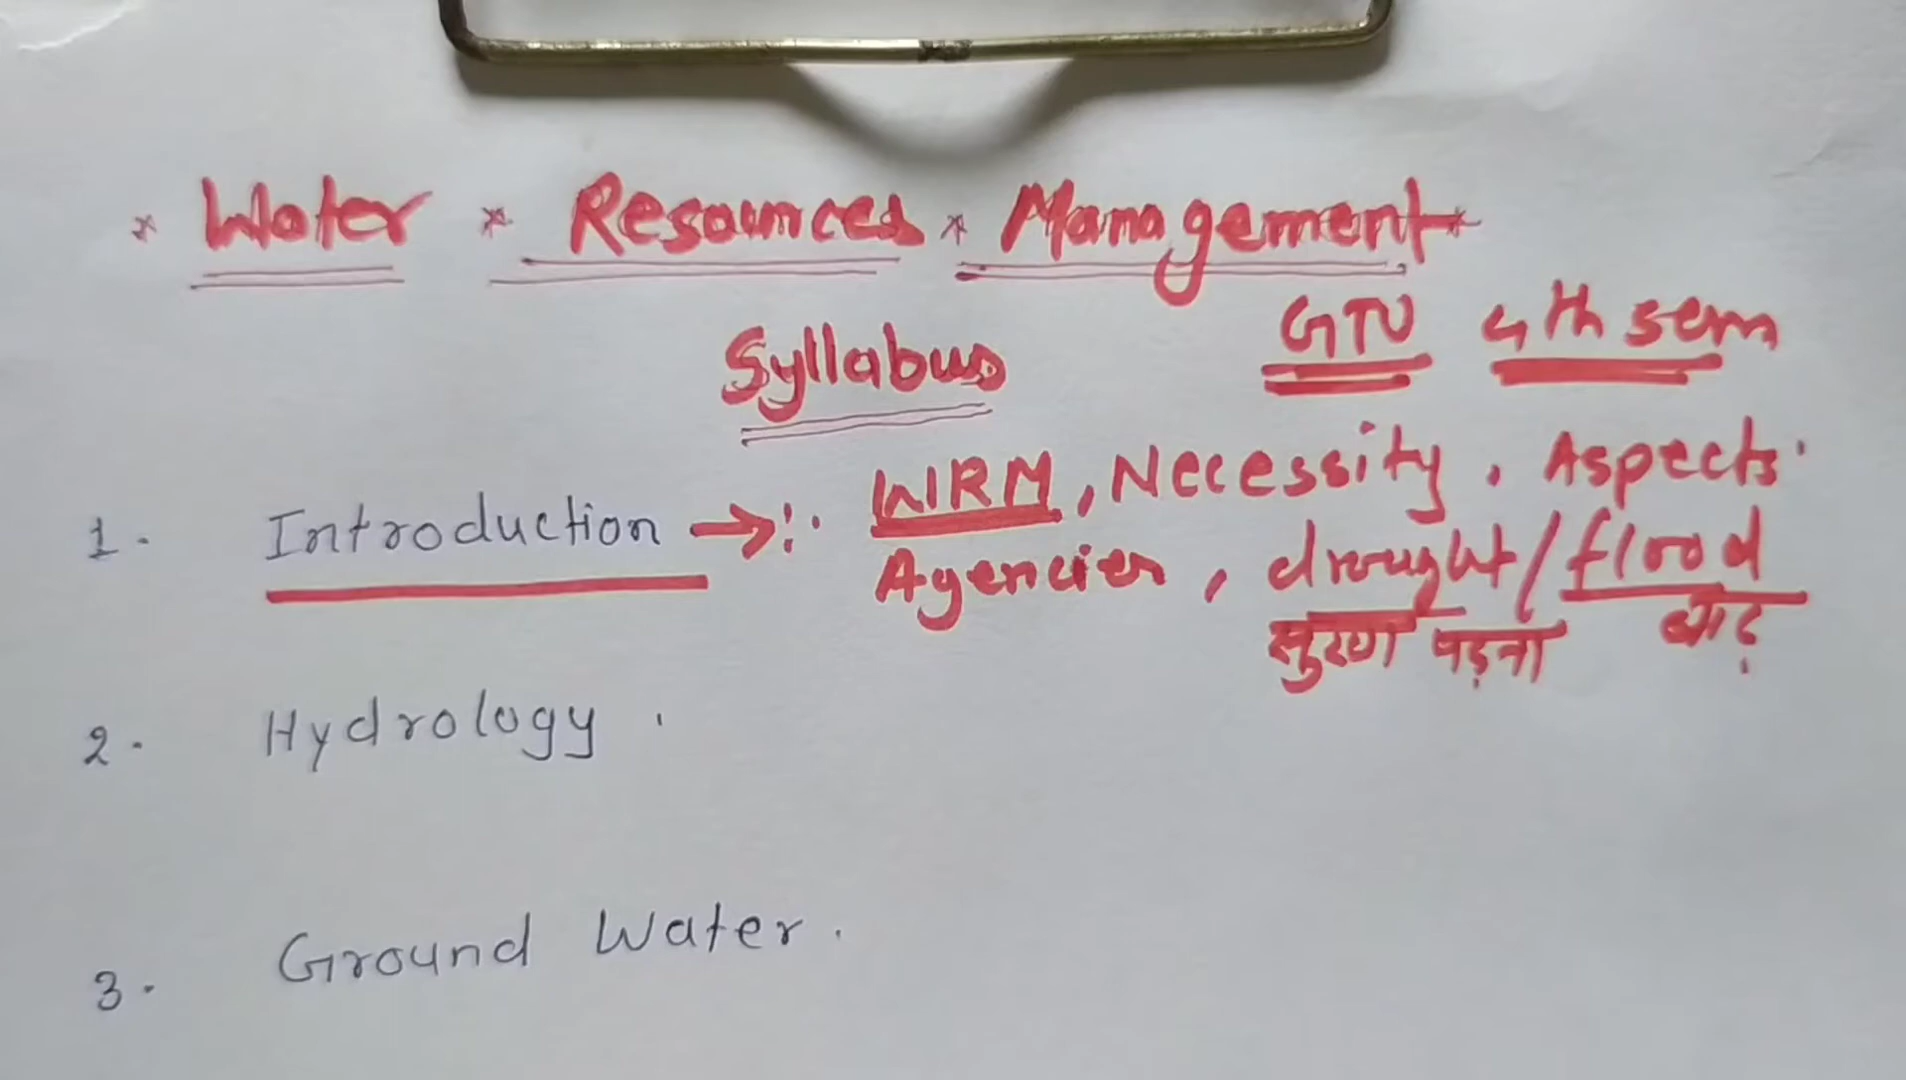 * Water * Resources * Management *
GTU 4th sem
Syllabus
1. Introduction →:. WRM, Necessity, Aspects.
Agencies, drought/flood
पड़ना बाढ़
2. Hydrology.
3. Ground Water.